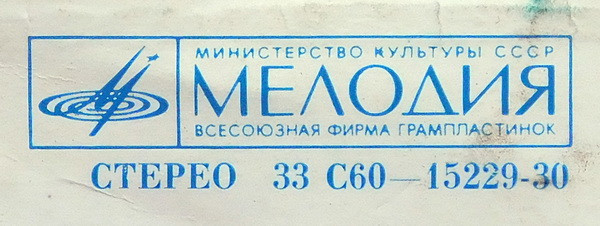 МИНИСТЕРСТВО КУЛЬТУРЫ СССР
МЕЛОДИЯ
ВСЕСОЮЗНАЯ ФИРМА ГРАМПЛАСТИНОК
СТЕРЕО 33 С60—15229-30